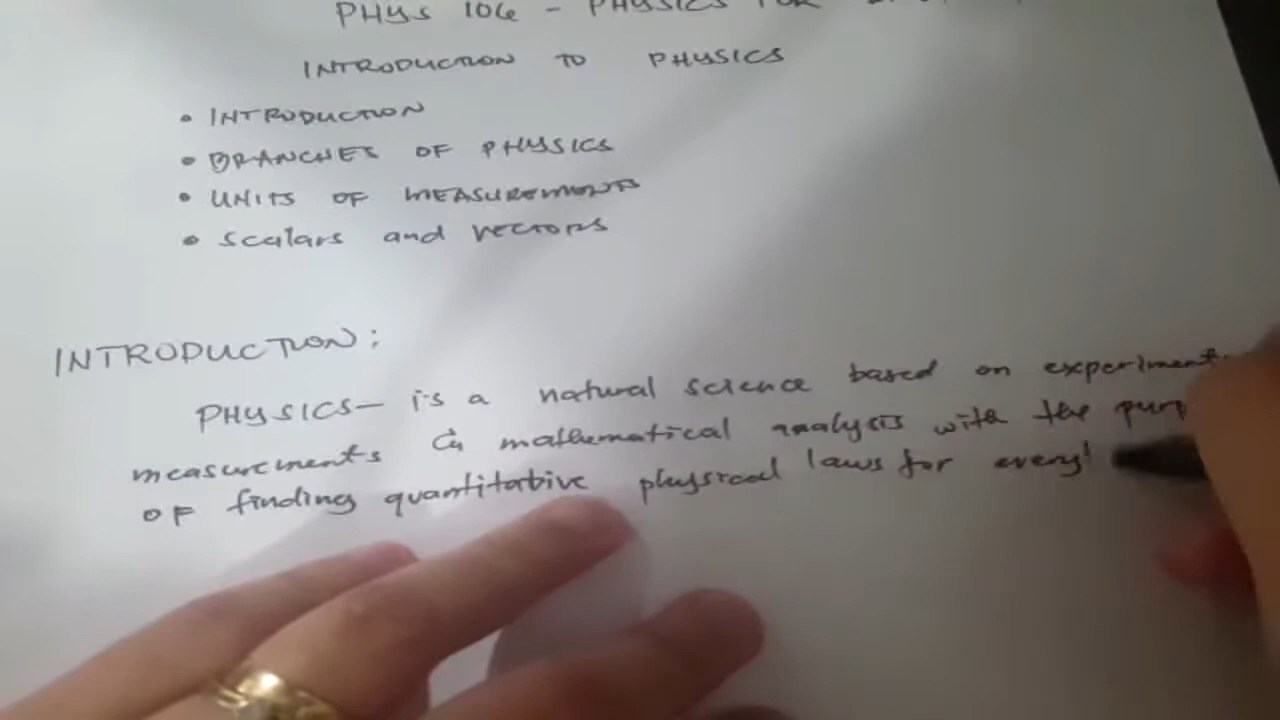 PHYS 106 - PHYSICS FOR
INTRODUCTION TO PHYSICS
• INTRODUCTION
• BRANCHES OF PHYSICS
• UNITS OF MEASUREMENTS
• Scalars and vectors
INTRODUCTION:
PHYSICS— is a natural science based on experiment
measurements & mathematical analysis with the purp
of finding quantitative physical laws for every